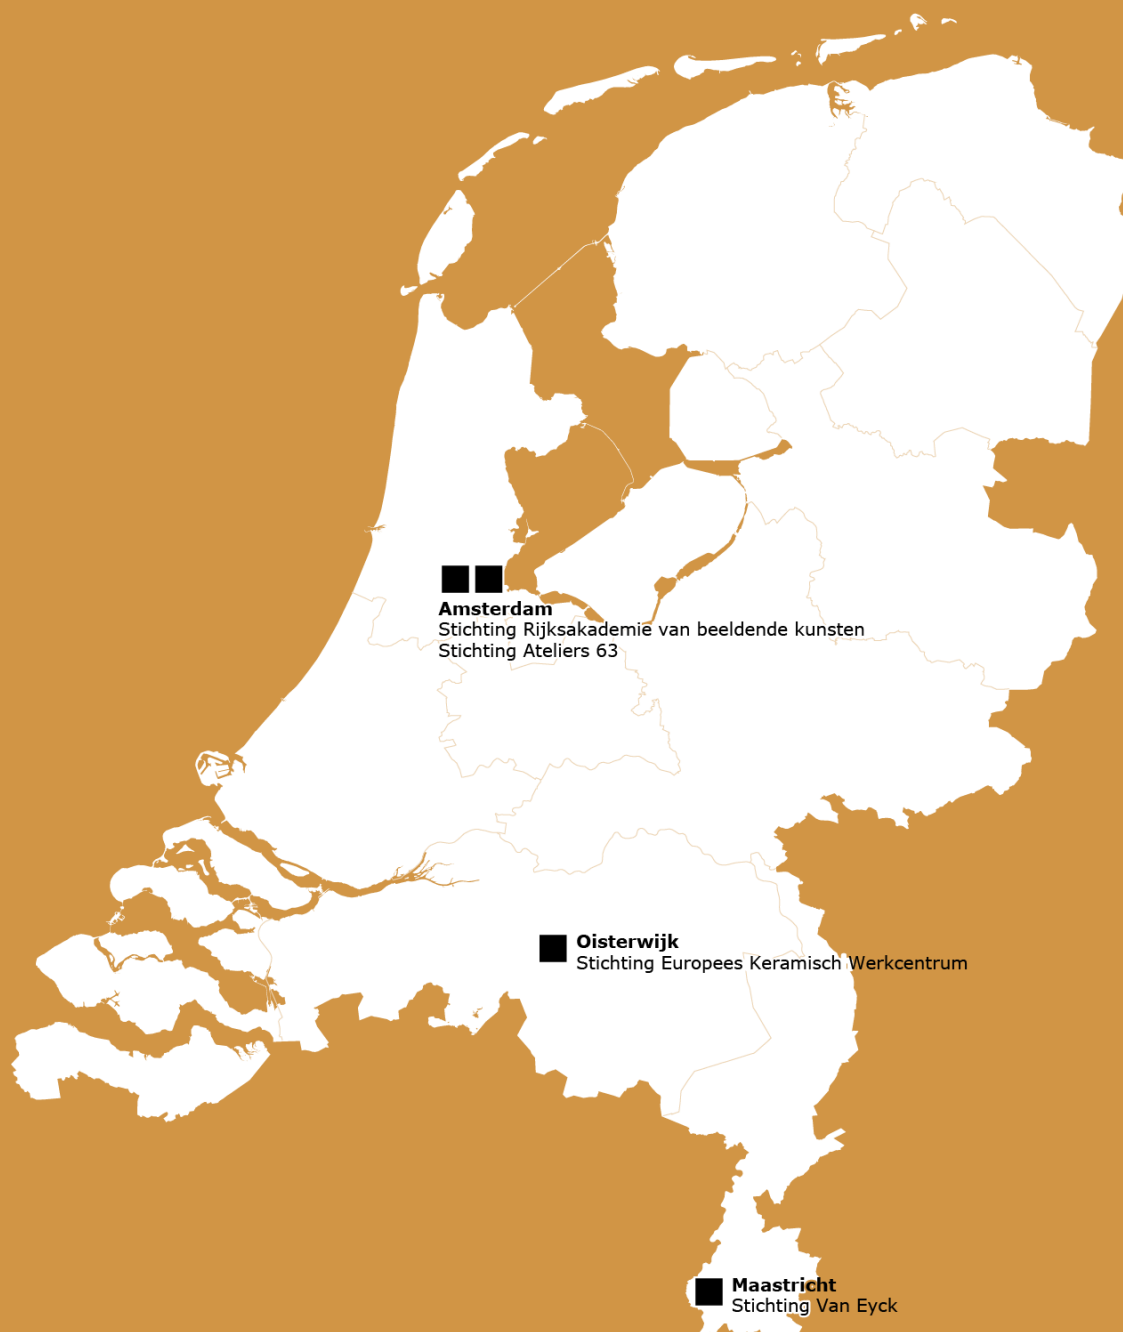 Amsterdam
Stichting Rijksakademie van beeldende kunsten
Stichting Ateliers 63
Oisterwijk
Stichting Europees Keramisch Werkcentrum
Maastricht
Stichting Van Eyck